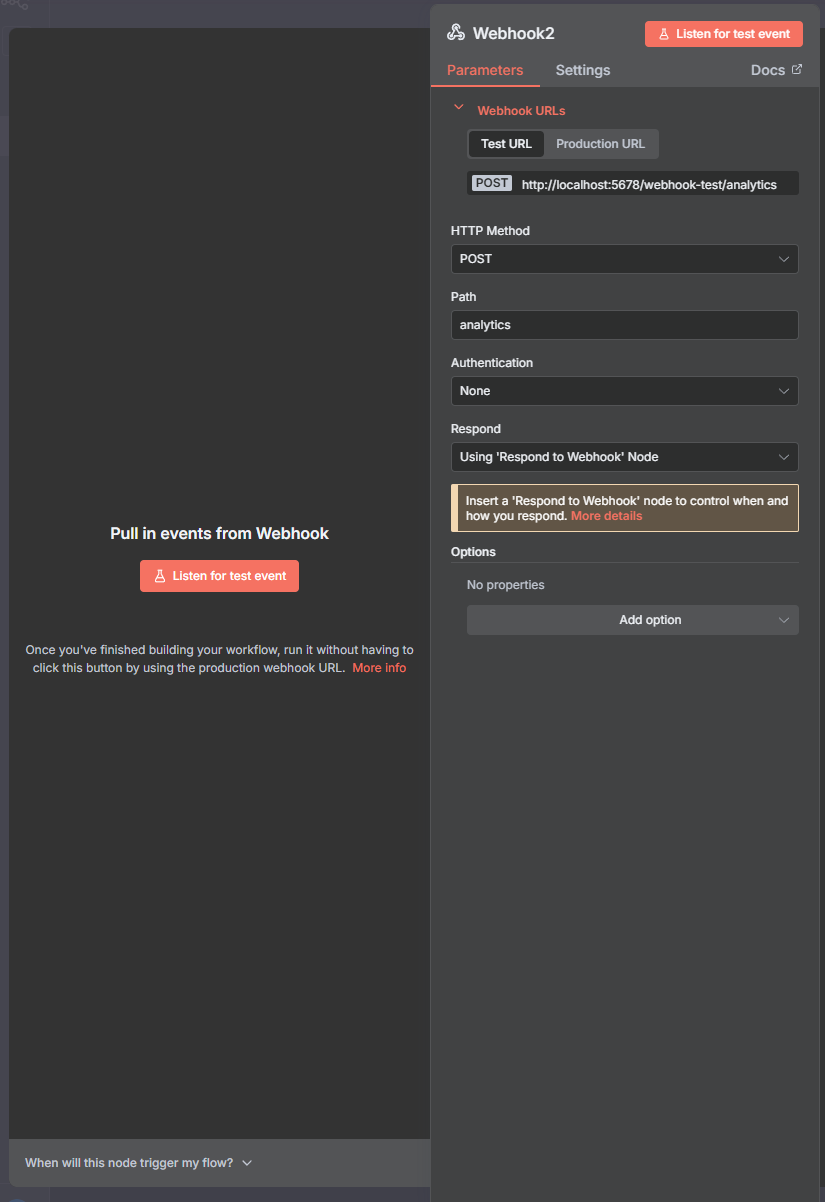 Webhook2
Listen for test event
Parameters
Settings
Docs
Webhook URLs
Test URL
Production URL
POST
http://localhost:5678/webhook-test/analytics
HTTP Method
POST
Path
analytics
Authentication
None
Respond
Using 'Respond to Webhook' Node
Insert a 'Respond to Webhook' node to control when and
how you respond. More details
Options
No properties
Add option
Pull in events from Webhook
Listen for test event
Once you've finished building your workflow, run it without having to
click this button by using the production webhook URL. More info
When will this node trigger my flow?